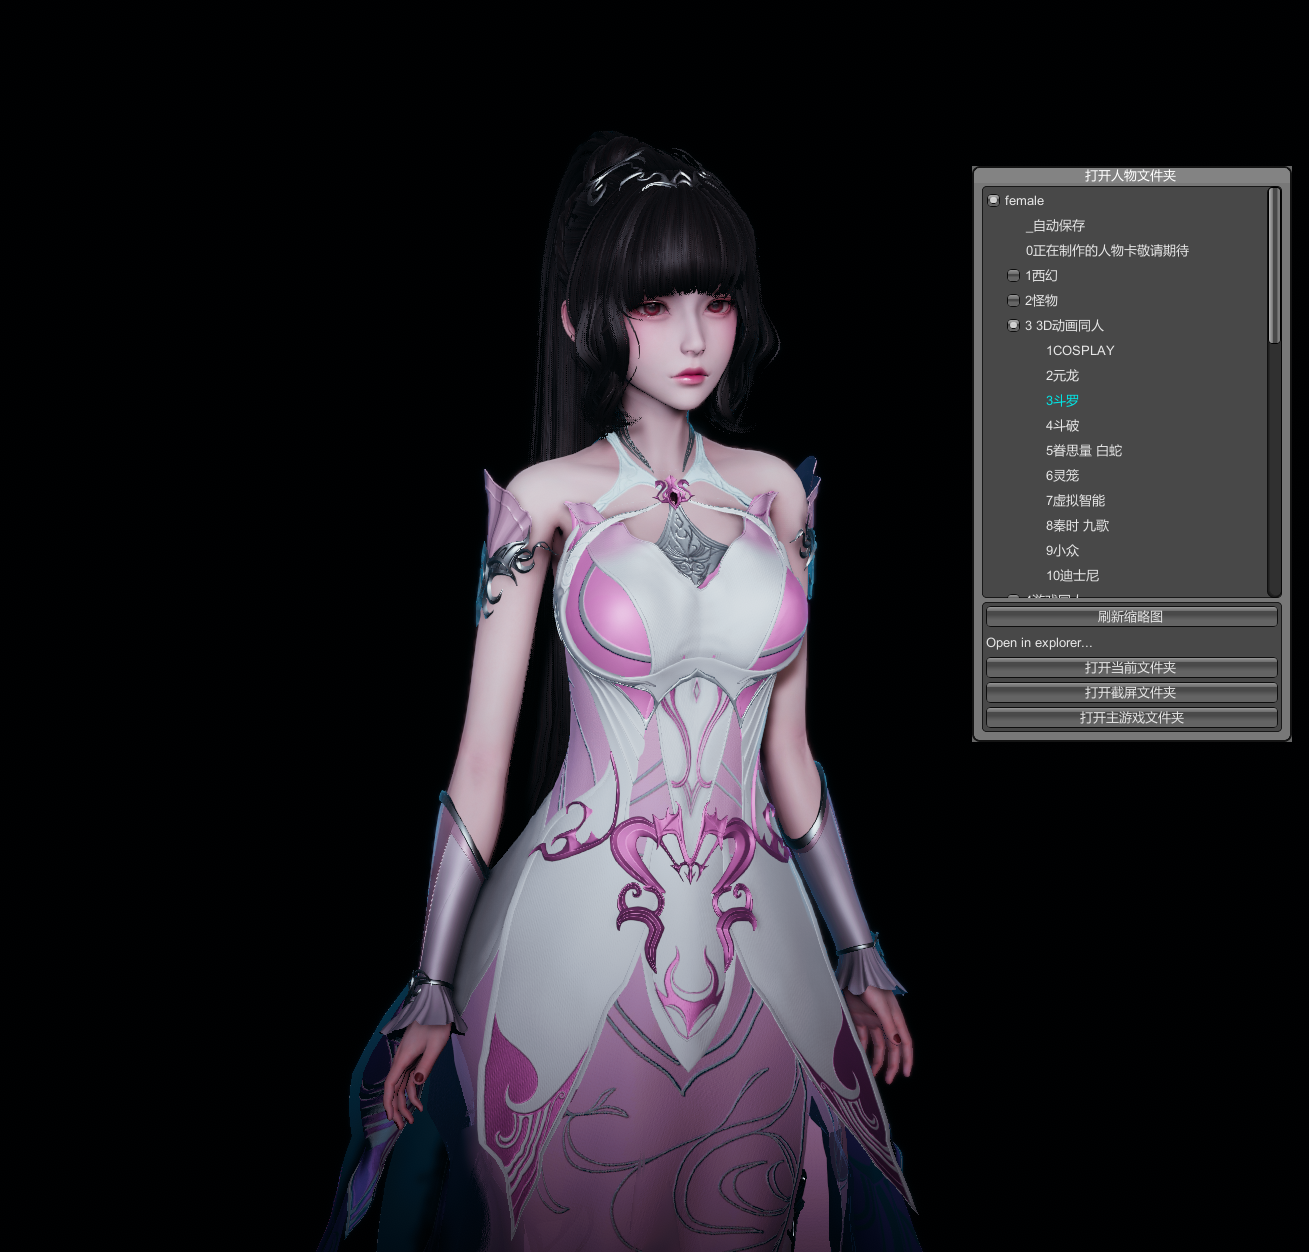 打开人物文件夹
female
_自动保存
0正在制作的人物卡敬请期待
1西幻
2怪物
3 3D动画同人
1COSPLAY
2元龙
3斗罗
4斗破
5眷思量 白蛇
6灵笼
7虚拟智能
8秦时 九歌
9小众
10迪士尼
4游戏同人
刷新缩略图
Open in explorer...
打开当前文件夹
打开截屏文件夹
打开主游戏文件夹